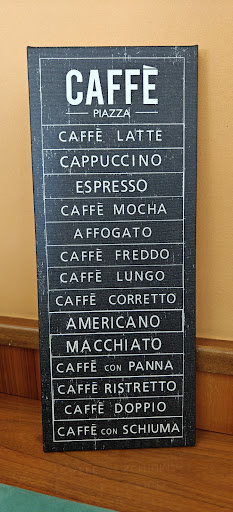 CAFFÈ
PIAZZA
CAFFÈ LATTE
CAPPUCCINO
ESPRESSO
CAFFÈ MOCHA
AFFOGATO
CAFFÈ FREDDO
CAFFÈ LUNGO
CAFFÈ CORRETTO
AMERICANO
MACCHIATO
CAFFÈ CON PANNA
CAFFÈ RISTRETTO
CAFFÈ DOPPIO
CAFFÈ CON SCHIUMA